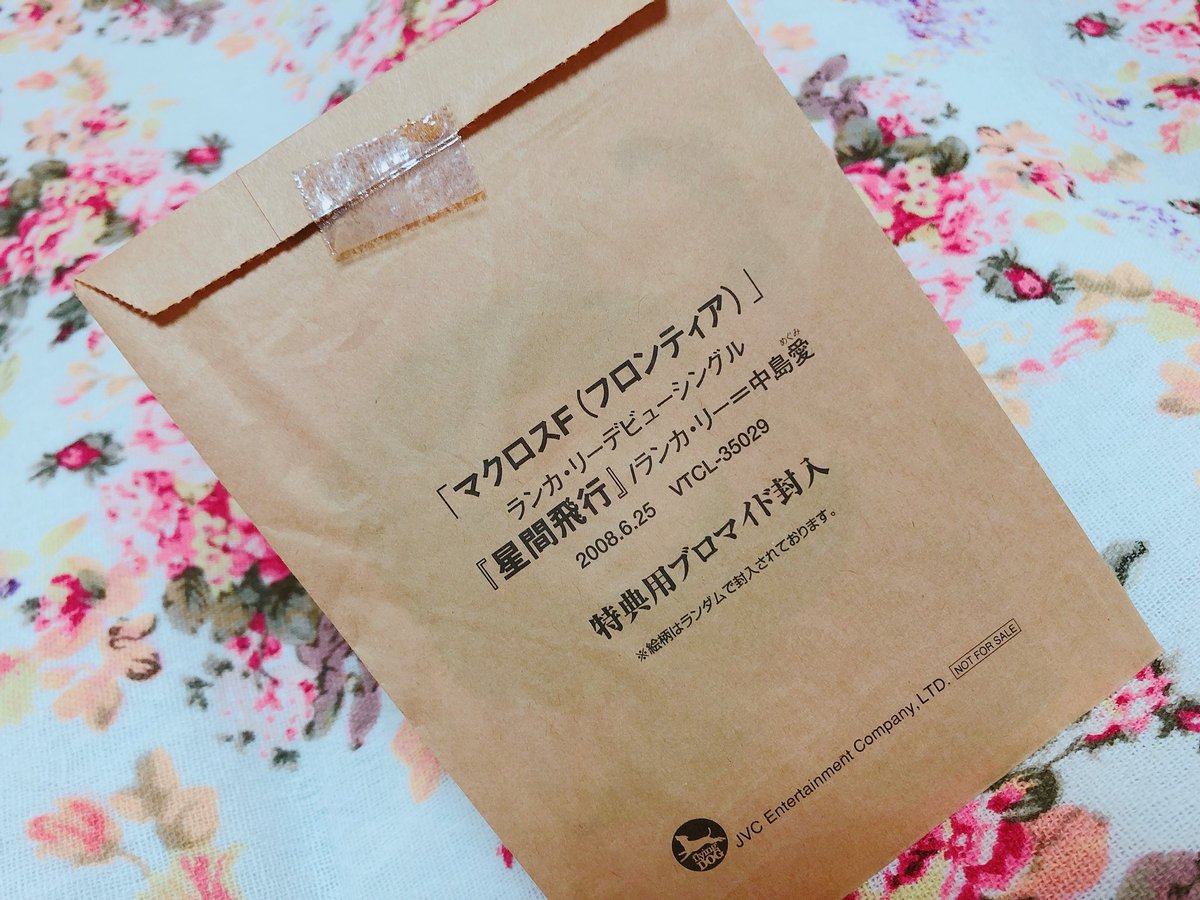 「マクロスF(フロンティア)」
ランカ・リーデビューシングル
めぐみ
『星間飛行』/ランカ・リー=中島愛
2008.6.25 VTCL-35029
特典用ブロマイド封入
※絵柄はランダムで封入されております。
flying DOG
JVC Entertainment Company, LTD. NOT FOR SALE